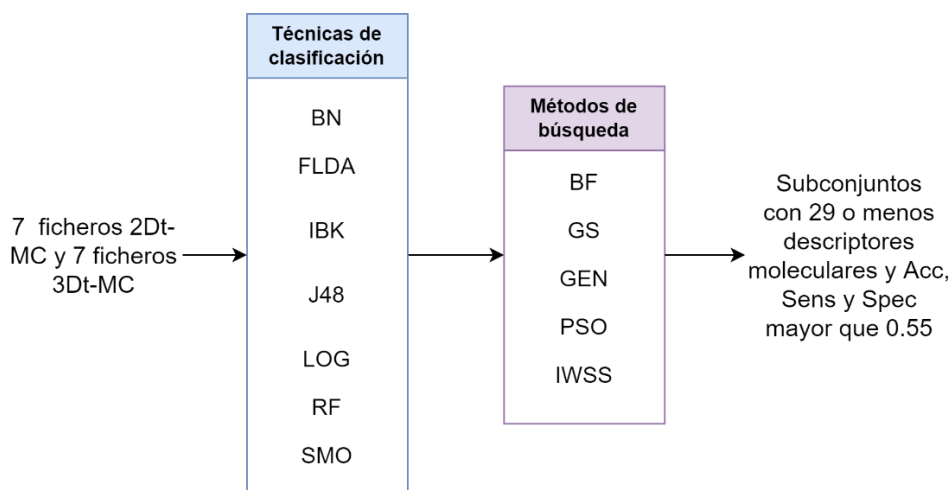 7 ficheros 2Dt-
MC y 7 ficheros
3Dt-MC
Técnicas de
clasificación
BN
FLDA
IBK
J48
LOG
RF
SMO
Métodos de
búsqueda
BF
GS
GEN
PSO
IWSS
Subconjuntos
con 29 o menos
descriptores
moleculares y Acc,
Sens y Spec
mayor que 0.55